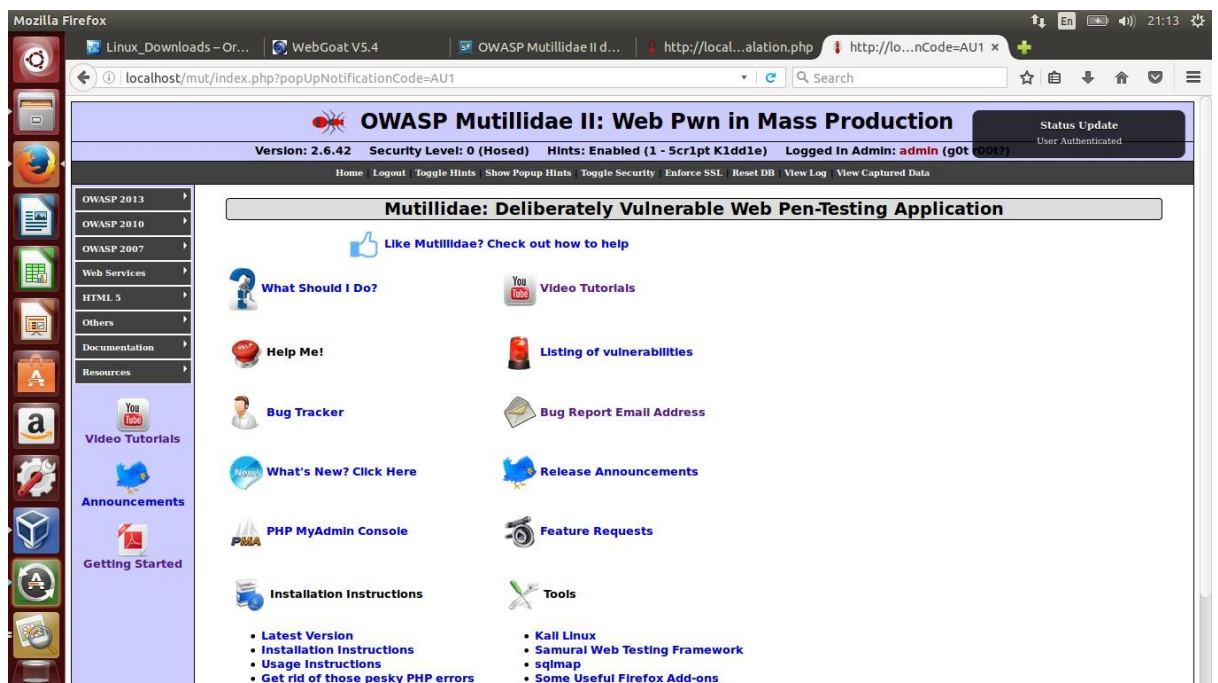 Mozilla Firefox
En
21:13
Linux_Downloads – Or...
WebGoat V5.4
OWASP Mutillidae II d...
http://local...alation.php
http://lo...nCode=AU1
localhost/mut/index.php?popUpNotificationCode=AU1
Search
OWASP Mutillidae II: Web Pwn in Mass Production
Status Update
User Authenticated
Version: 2.6.42 Security Level: 0 (Hosed) Hints: Enabled (1 - 5cr1pt K1dd1e) Logged In Admin: admin (g0t r00t?)
Home | Logout | Toggle Hints | Show Popup Hints | Toggle Security | Enforce SSL | Reset DB | View Log | View Captured Data
OWASP 2013
OWASP 2010
OWASP 2007
Web Services
HTML 5
Others
Documentation
Resources
You Tube
Video Tutorials
Announcements
Getting Started
Mutillidae: Deliberately Vulnerable Web Pen-Testing Application
Like Mutillidae? Check out how to help
What Should I Do?
You Tube
Video Tutorials
HELP
Help Me!
Listing of vulnerabilities
Bug Tracker
Bug Report Email Address
New!
What's New? Click Here
Release Announcements
PMA
PHP MyAdmin Console
Feature Requests
Installation Instructions
Tools
• Latest Version
• Kali Linux
• Installation Instructions
• Samurai Web Testing Framework
• Usage Instructions
• sqlmap
• Get rid of those pesky PHP errors
• Some Useful Firefox Add-ons